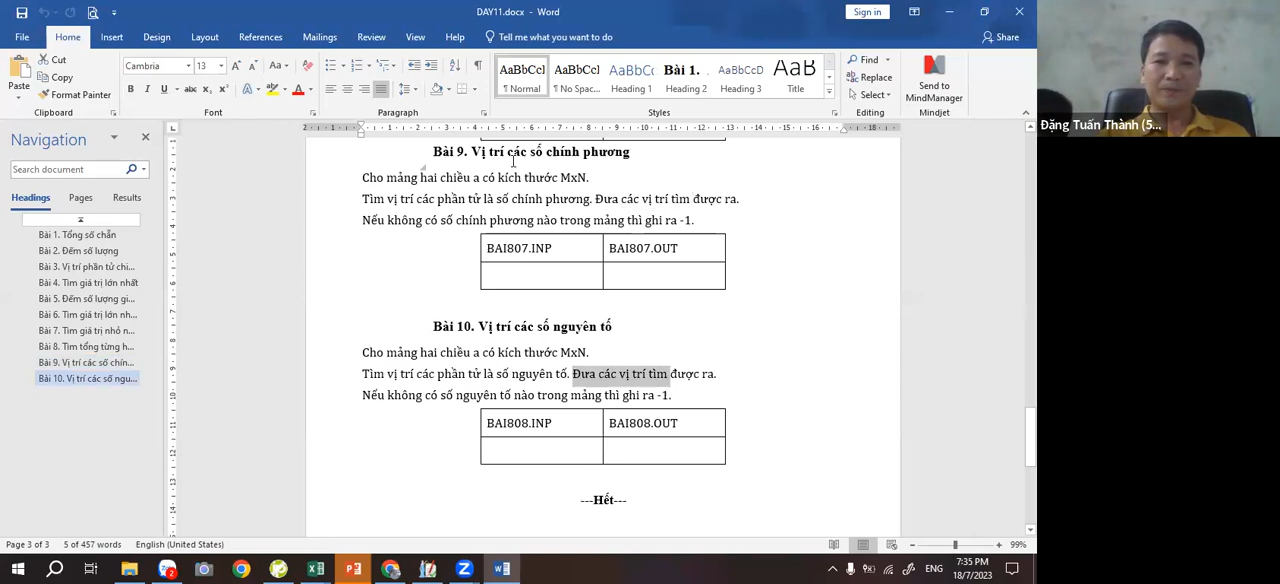 DAY11.docx - Word
Sign in
File
Home
Insert
Design
Layout
References
Mailings
Review
View
Help
Tell me what you want to do
Share
Paste
Cut
Copy
Format Painter
Clipboard
Cambria
13
Font
Paragraph
AaBbCcl
¶ Normal
AaBbCcl
¶ No Spac...
AaBbCc
Heading 1
Bài 1.
Heading 2
AaBbCcD
Heading 3
AaB
Title
Styles
Find
Replace
Select
Editing
Send to
MindManager
Mindjet
Đặng Tuấn Thành (5...
Navigation
Search document
Headings
Pages
Results
Bài 1. Tổng số chẵn
Bài 2. Đếm số lượng
Bài 3. Vị trí phần tử chi...
Bài 4. Tìm giá trị lớn nhất
Bài 5. Đếm số lượng gi...
Bài 6. Tìm giá trị lớn nh...
Bài 7. Tìm giá trị nhỏ n...
Bài 8. Tìm tổng từng h...
Bài 9. Vị trí các số chín...
Bài 10. Vị trí các số ngu...
Bài 9. Vị trí các số chính phương
Cho mảng hai chiều a có kích thước MxN.
Tìm vị trí các phần tử là số chính phương. Đưa các vị trí tìm được ra.
Nếu không có số chính phương nào trong mảng thì ghi ra -1.
BAI807.INP
BAI807.OUT
Bài 10. Vị trí các số nguyên tố
Cho mảng hai chiều a có kích thước MxN.
Tìm vị trí các phần tử là số nguyên tố. Đưa các vị trí tìm được ra.
Nếu không có số nguyên tố nào trong mảng thì ghi ra -1.
BAI808.INP
BAI808.OUT
---Hết---
Page 3 of 3
5 of 457 words
English (United States)
99%
ENG
7:35 PM
18/7/2023